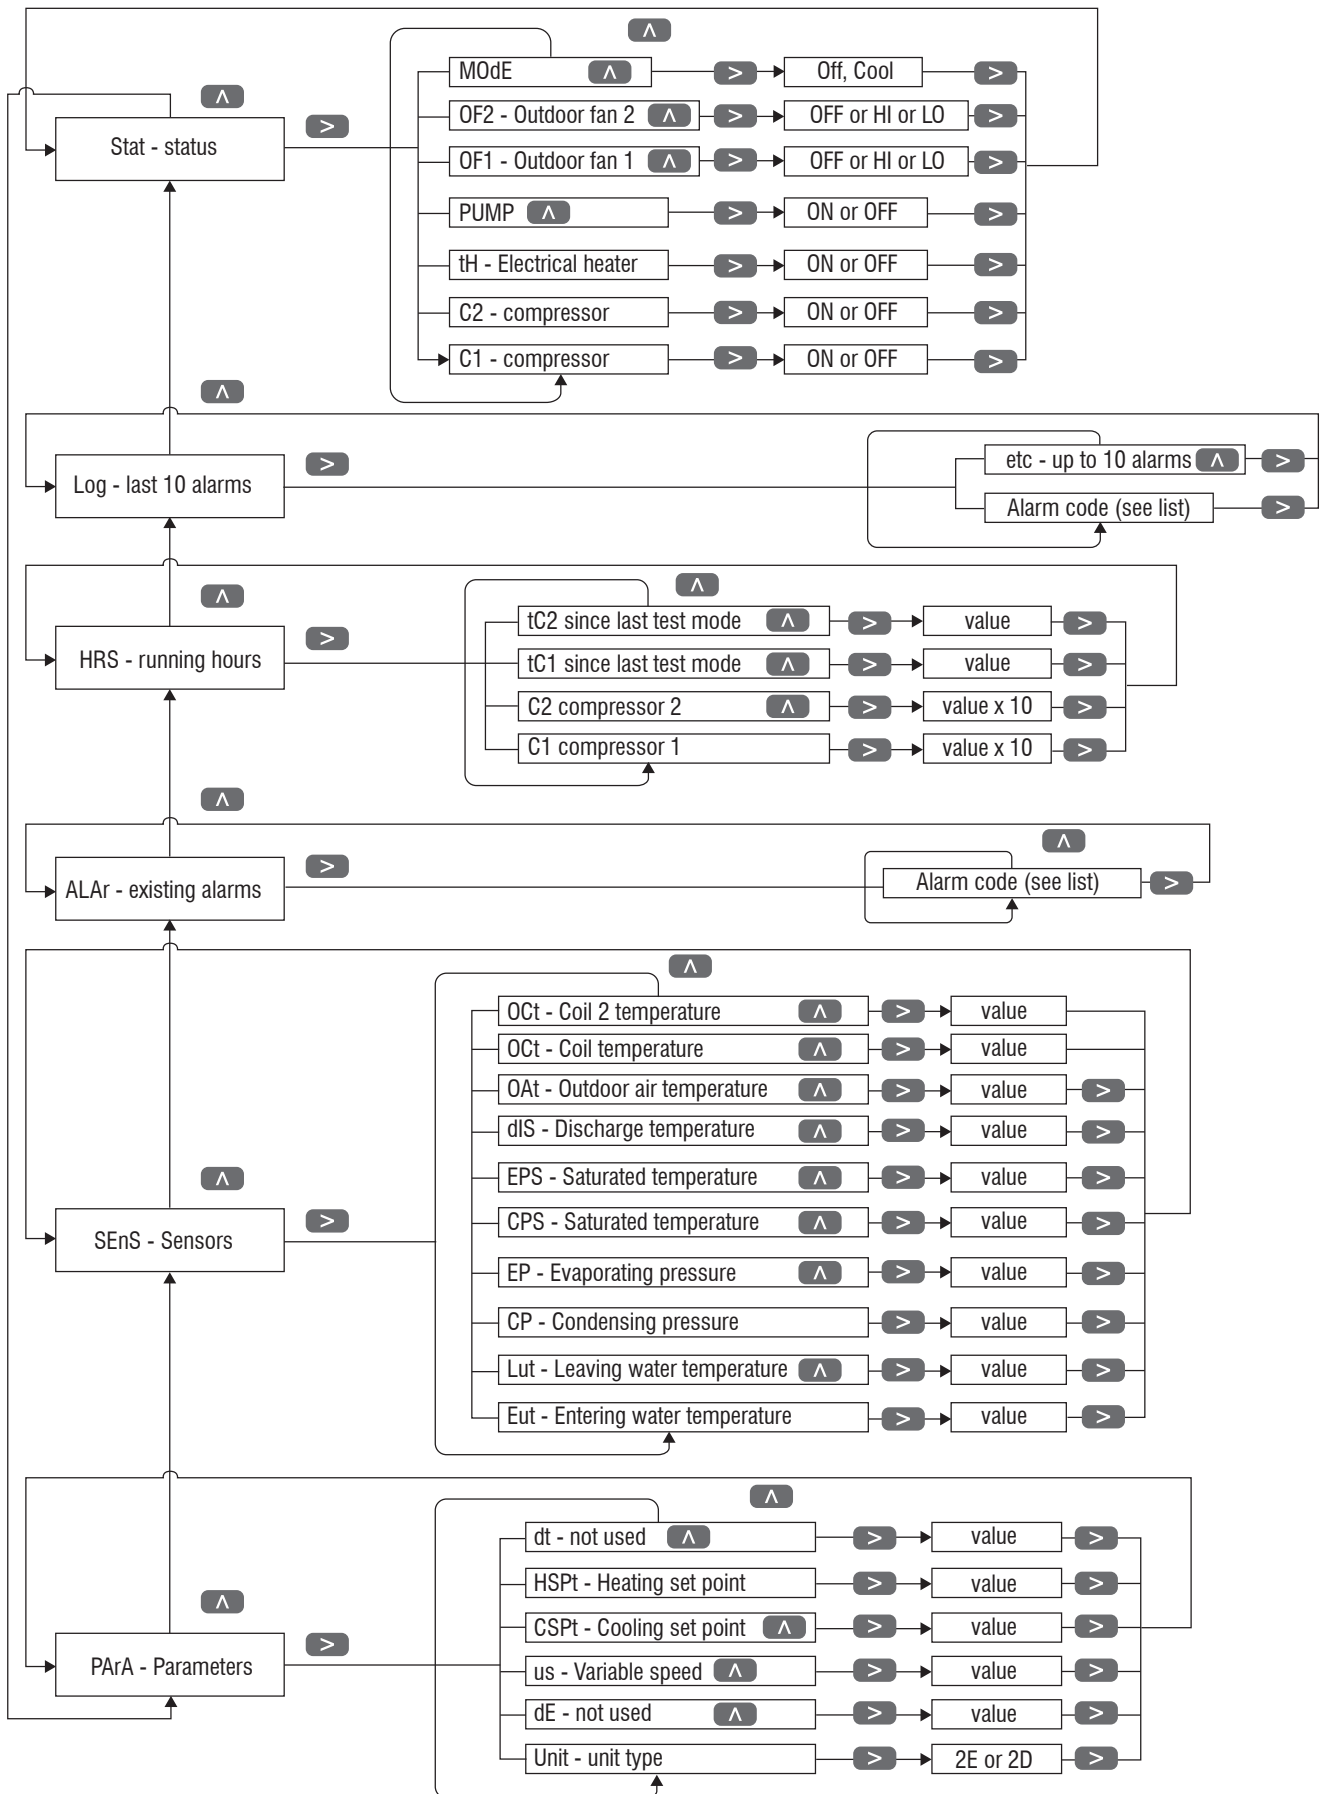 ∧
MOdE ∧ > Off, Cool >
∧
OF2 - Outdoor fan 2 ∧ > OFF or HI or LO >
Stat - status >
OF1 - Outdoor fan 1 ∧ > OFF or HI or LO >
PUMP ∧ > ON or OFF >
tH - Electrical heater > ON or OFF >
C2 - compressor > ON or OFF >
C1 - compressor > ON or OFF >
∧
Log - last 10 alarms >
etc - up to 10 alarms ∧ >
Alarm code (see list) >
∧
∧
tC2 since last test mode ∧ > value >
HRS - running hours >
tC1 since last test mode ∧ > value >
C2 compressor 2 ∧ > value x 10 >
C1 compressor 1 > value x 10 >
∧
∧
ALAr - existing alarms >
Alarm code (see list) >
∧
OCt - Coil 2 temperature ∧ > value
OCt - Coil temperature ∧ > value
OAt - Outdoor air temperature ∧ > value >
dIS - Discharge temperature ∧ > value >
∧
EPS - Saturated temperature ∧ > value >
SEnS - Sensors >
CPS - Saturated temperature ∧ > value >
EP - Evaporating pressure ∧ > value >
CP - Condensing pressure > value >
Lut - Leaving water temperature ∧ > value >
Eut - Entering water temperature > value >
∧
dt - not used ∧ > value >
HSPt - Heating set point > value >
∧
CSPt - Cooling set point ∧ > value >
PArA - Parameters >
us - Variable speed ∧ > value >
dE - not used ∧ > value >
Unit - unit type > 2E or 2D >